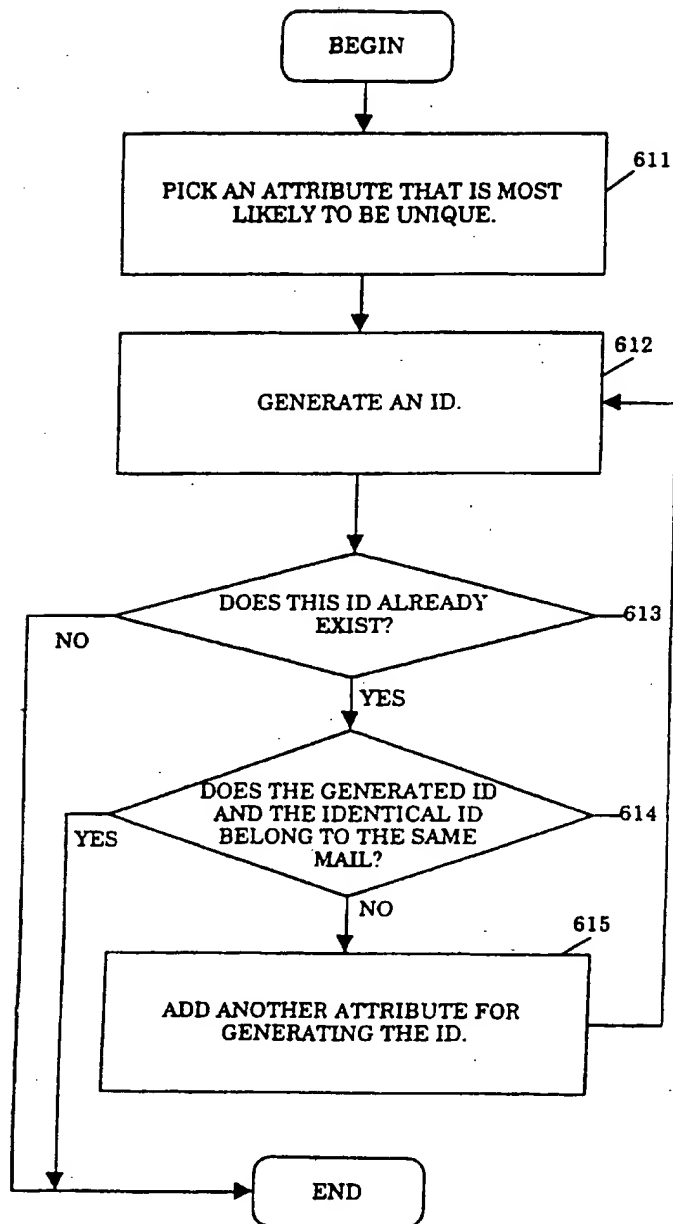 BEGIN
611
PICK AN ATTRIBUTE THAT IS MOST
LIKELY TO BE UNIQUE.
612
GENERATE AN ID.
DOES THIS ID ALREADY
EXIST?
613
NO
YES
DOES THE GENERATED ID
AND THE IDENTICAL ID
BELONG TO THE SAME
MAIL?
614
YES
NO
615
ADD ANOTHER ATTRIBUTE FOR
GENERATING THE ID.
END